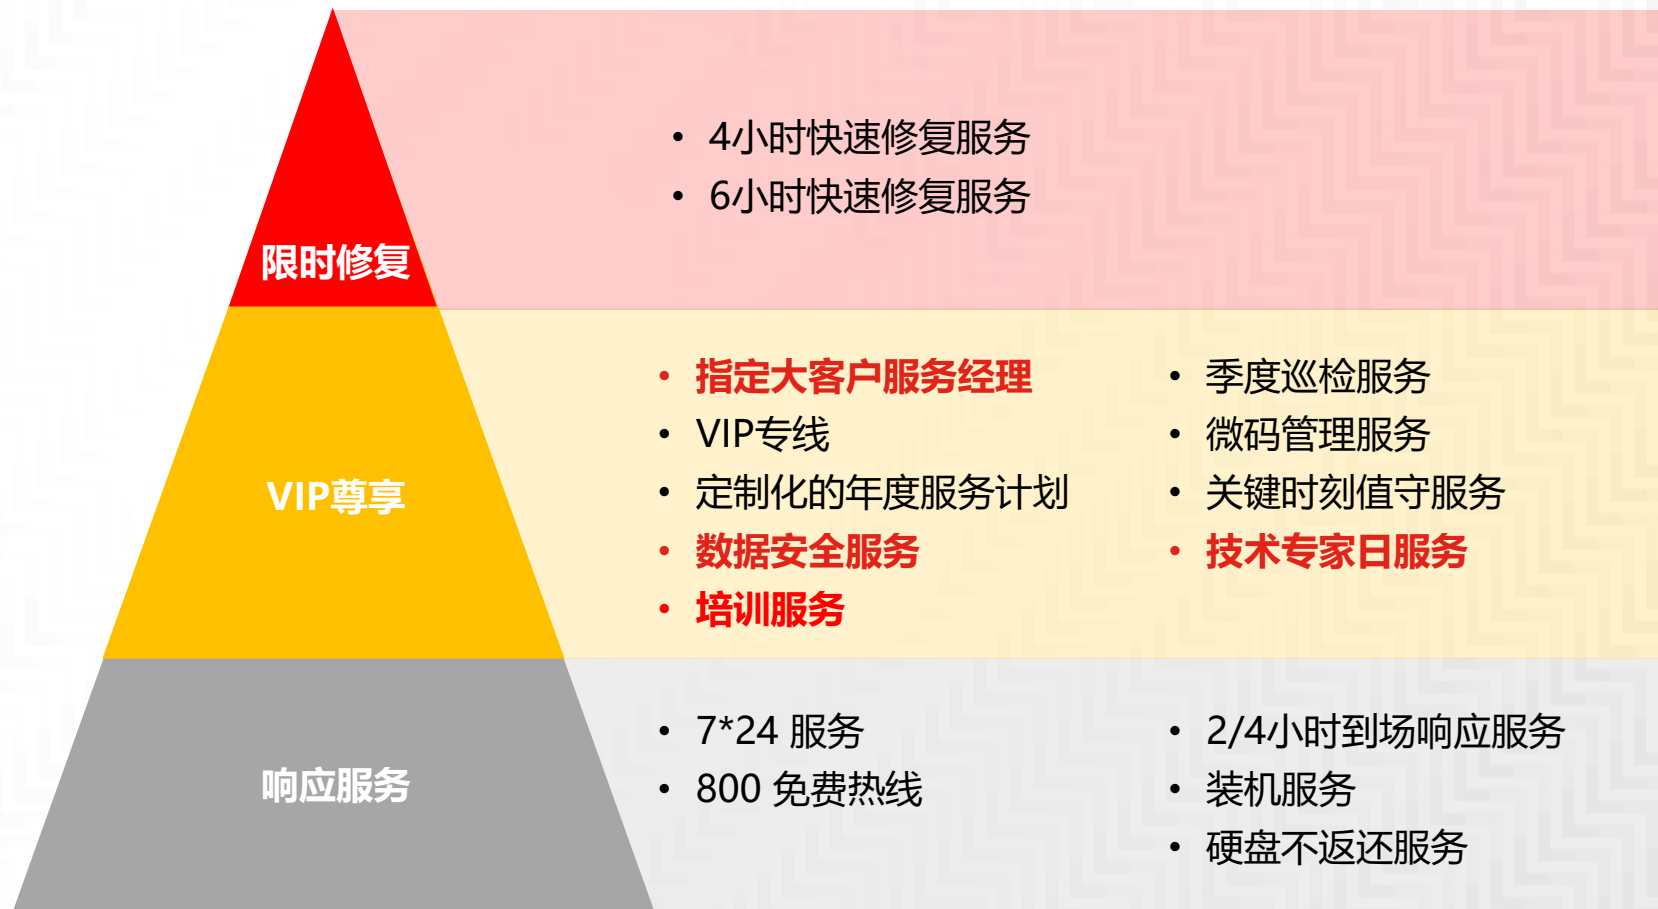 • 4小时快速修复服务
• 6小时快速修复服务
限时修复
• 指定大客户服务经理
• VIP专线
• 定制化的年度服务计划
• 数据安全服务
• 培训服务
• 季度巡检服务
• 微码管理服务
• 关键时刻值守服务
• 技术专家日服务
VIP尊享
• 7*24 服务
• 800 免费热线
• 2/4小时到场响应服务
• 装机服务
• 硬盘不返还服务
响应服务